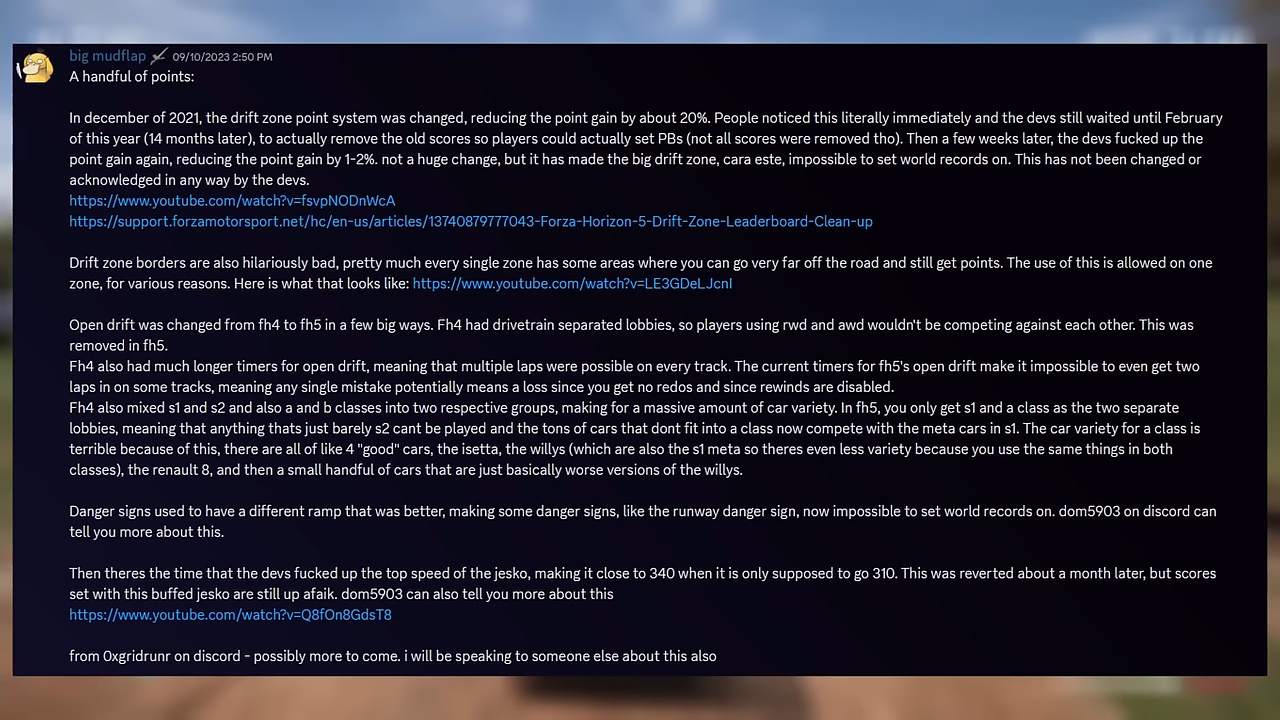 big mudflap 09/10/2023 2:50 PM
A handful of points:
In december of 2021, the drift zone point system was changed, reducing the point gain by about 20%. People noticed this literally immediately and the devs still waited until February
of this year (14 months later), to actually remove the old scores so players could actually set PBs (not all scores were removed tho). Then a few weeks later, the devs fucked up the
point gain again, reducing the point gain by 1-2%. not a huge change, but it has made the big drift zone, cara este, impossible to set world records on. This has not been changed or
acknowledged in any way by the devs.
https://www.youtube.com/watch?v=fsvpNODnWcA
https://support.forzamotorsport.net/hc/en-us/articles/13740879777043-Forza-Horizon-5-Drift-Zone-Leaderboard-Clean-up
Drift zone borders are also hilariously bad, pretty much every single zone has some areas where you can go very far off the road and still get points. The use of this is allowed on one
zone, for various reasons. Here is what that looks like: https://www.youtube.com/watch?v=LE3GDeLJcnI
Open drift was changed from fh4 to fh5 in a few big ways. Fh4 had drivetrain separated lobbies, so players using rwd and awd wouldn't be competing against each other. This was
removed in fh5.
Fh4 also had much longer timers for open drift, meaning that multiple laps were possible on every track. The current timers for fh5's open drift make it impossible to even get two
laps in on some tracks, meaning any single mistake potentially means a loss since you get no redos and since rewinds are disabled.
Fh4 also mixed s1 and s2 and also a and b classes into two respective groups, making for a massive amount of car variety. In fh5, you only get s1 and a class as the two separate
lobbies, meaning that anything thats just barely s2 cant be played and the tons of cars that dont fit into a class now compete with the meta cars in s1. The car variety for a class is
terrible because of this, there are all of like 4 "good" cars, the isetta, the willys (which are also the s1 meta so theres even less variety because you use the same things in both
classes), the renault 8, and then a small handful of cars that are just basically worse versions of the willys.
Danger signs used to have a different ramp that was better, making some danger signs, like the runway danger sign, now impossible to set world records on. dom5903 on discord can
tell you more about this.
Then theres the time that the devs fucked up the top speed of the jesko, making it close to 340 when it is only supposed to go 310. This was reverted about a month later, but scores
set with this buffed jesko are still up afaik. dom5903 can also tell you more about this
https://www.youtube.com/watch?v=Q8fOn8GdsT8
from 0xgridrunr on discord - possibly more to come. i will be speaking to someone else about this also